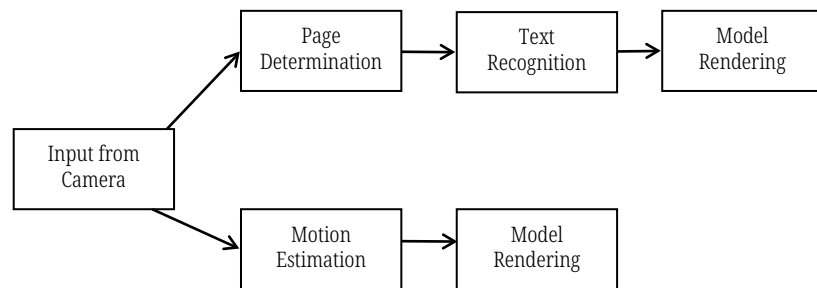 Page
Determination
Text
Recognition
Model
Rendering
Input from
Camera
Motion
Estimation
Model
Rendering